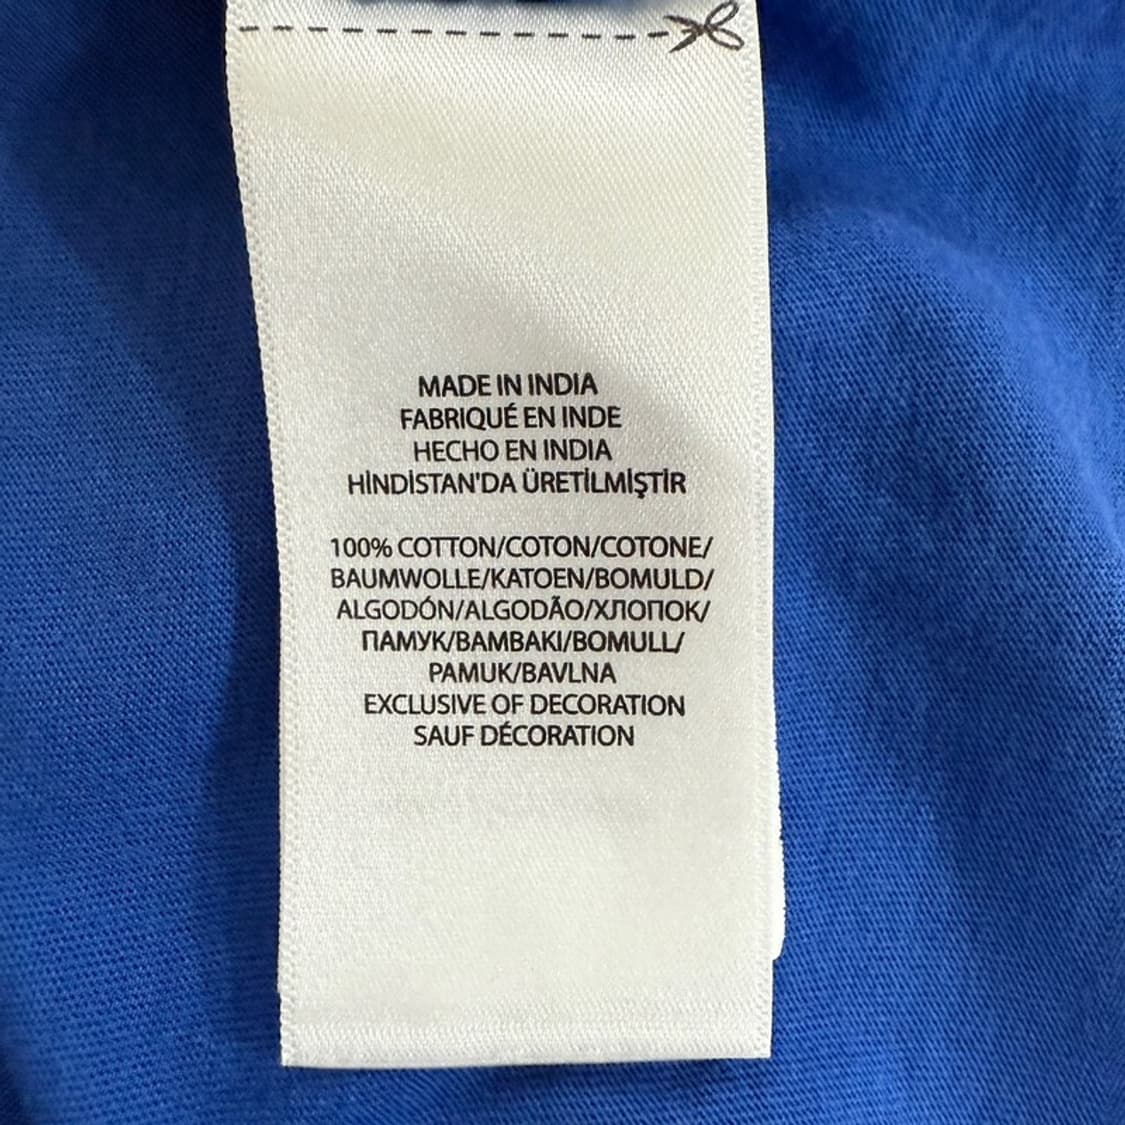 MADE IN INDIA
FABRIQUÉ EN INDE
HECHO EN INDIA
HİNDİSTAN'DA ÜRETİLMİŞTİR
100% COTTON/COTON/COTONE/
BAUMWOLLE/KATOEN/BOMULD/
ALGODÓN/ALGODÃO/ХЛОПОК/
ПАМУК/BAMBAKI/BOMULL/
PAMUK/BAVLNA
EXCLUSIVE OF DECORATION
SAUF DÉCORATION